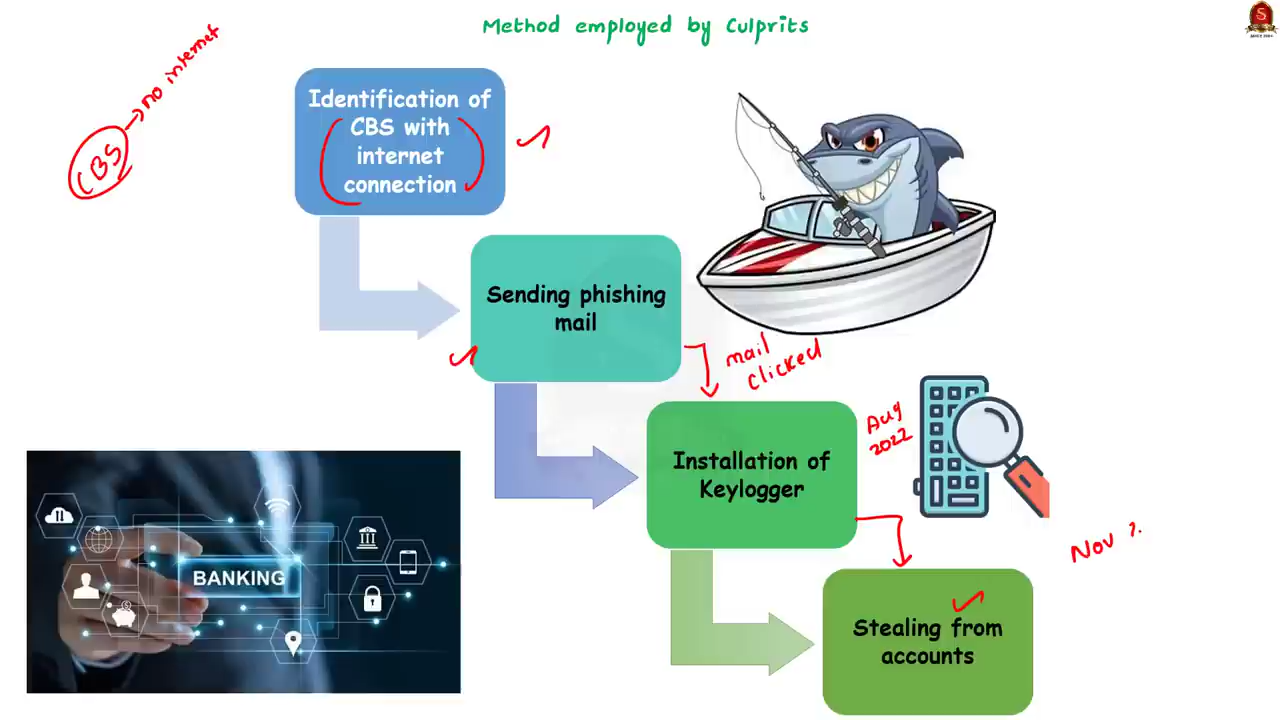 Method employed by Culprits
CBS → no internet
Identification of
CBS with
internet
connection
Sending phishing
mail
mail
clicked
Installation of
Keylogger
Aug
2022
BANKING
Nov
Stealing from
accounts